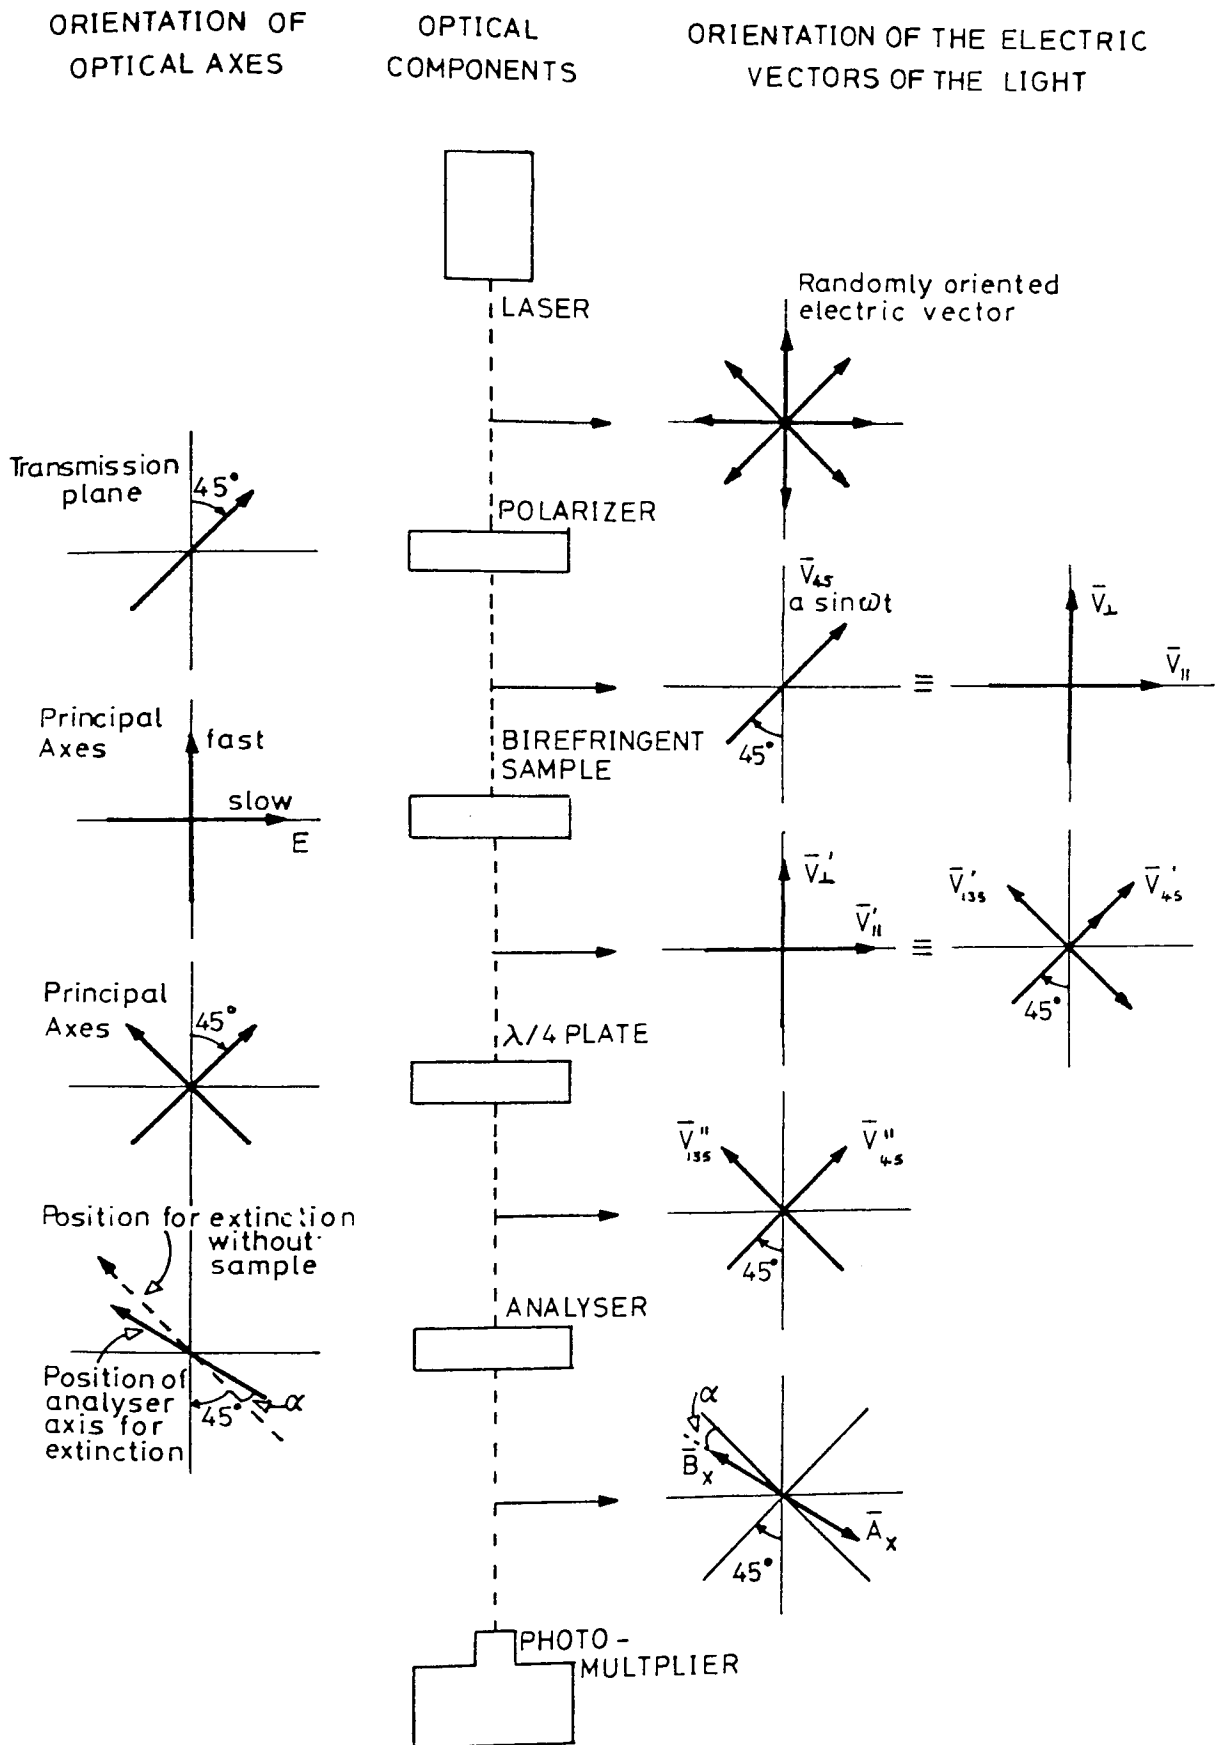 ORIENTATION OF
OPTICAL AXES
OPTICAL
COMPONENTS
ORIENTATION OF THE ELECTRIC
VECTORS OF THE LIGHT
LASER
Randomly oriented
electric vector
Transmission
plane
45°
POLARIZER
V̅₄₅
a sin ωt
45°
≡
V̅⊥
V̅∥
Principal
Axes
fast
slow
E
BIREFRINGENT
SAMPLE
V̅⊥'
V̅∥'
≡
V̅'₁₃₅
V̅'₄₅
45°
Principal
Axes
45°
λ/4 PLATE
V̅"₁₃₅
V̅"₄₅
45°
Position for extinction
without
sample
ANALYSER
Position of
analyser
axis for
extinction
45°
α
α
B̅'ₓ
A̅ₓ
45°
PHOTO-
MULTPLIER